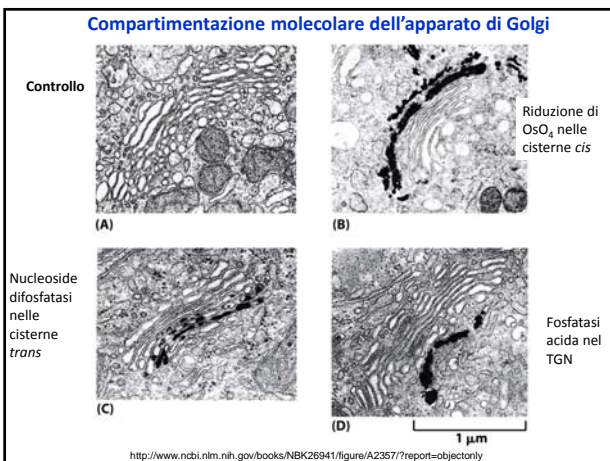 Compartimentazione molecolare dell'apparato di Golgi
Controllo
(A)
(B)
Riduzione di
OsO4 nelle
cisterne cis
Nucleoside
difosfatasi
nelle
cisterne
trans
(C)
(D)
Fosfatasi
acida nel
TGN
1 μm
http://www.ncbi.nlm.nih.gov/books/NBK26941/figure/A2357/?report=objectonly